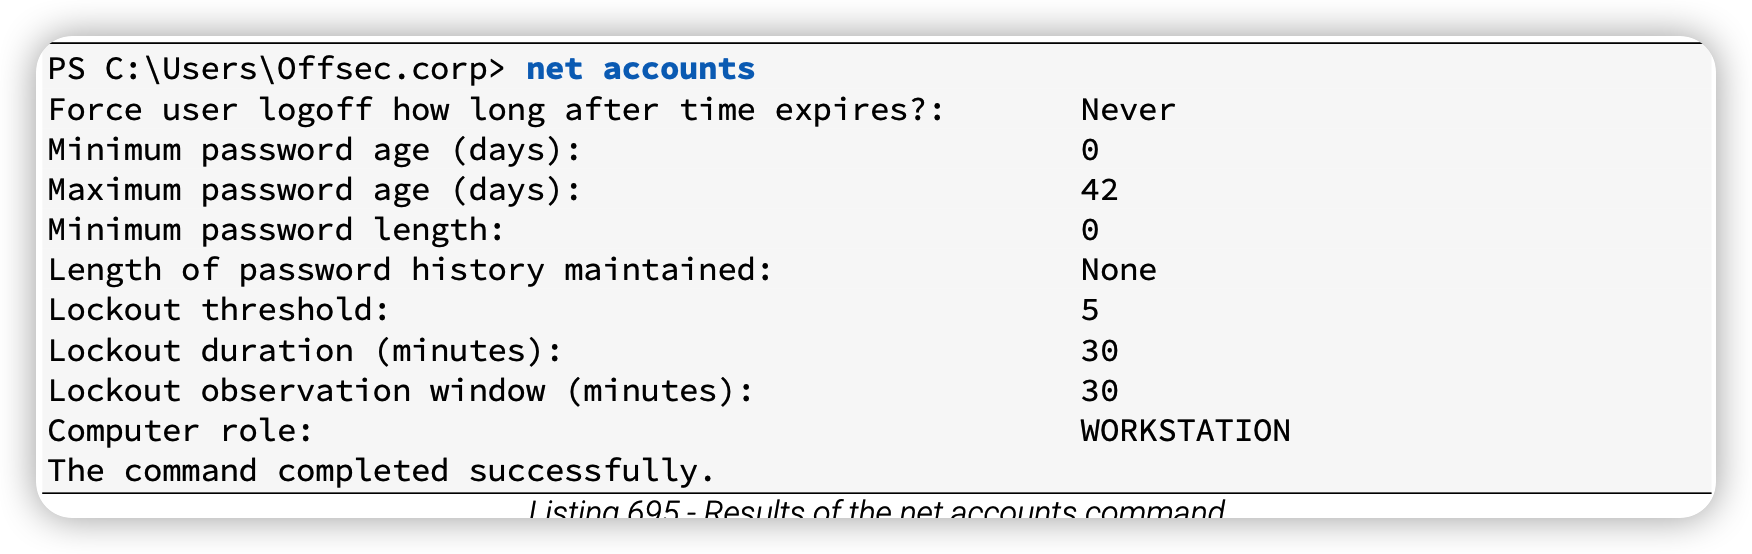 PS C:\Users\Offsec.corp> net accounts
Force user logoff how long after time expires?: Never
Minimum password age (days): 0
Maximum password age (days): 42
Minimum password length: 0
Length of password history maintained: None
Lockout threshold: 5
Lockout duration (minutes): 30
Lockout observation window (minutes): 30
Computer role: WORKSTATION
The command completed successfully.
Listing 695 - Results of the net accounts command